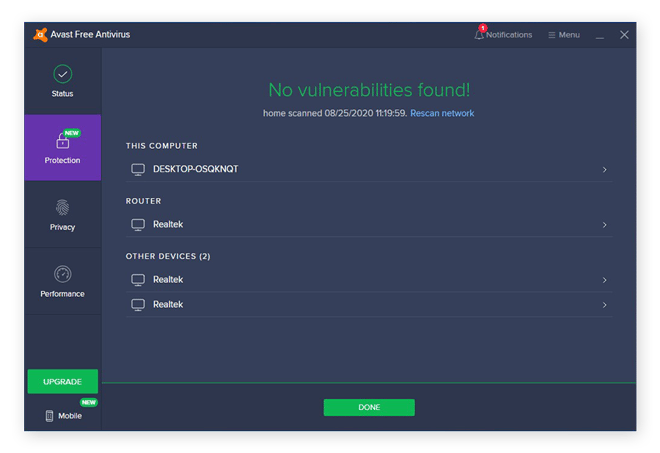 Avast Free Antivirus
1
Notifications
Menu
Status
NEW
Protection
Privacy
Performance
UPGRADE
NEW
Mobile
No vulnerabilities found!
home scanned 08/25/2020 11:19:59. Rescan network
THIS COMPUTER
DESKTOP-OSQKNQT
ROUTER
Realtek
OTHER DEVICES (2)
Realtek
Realtek
DONE